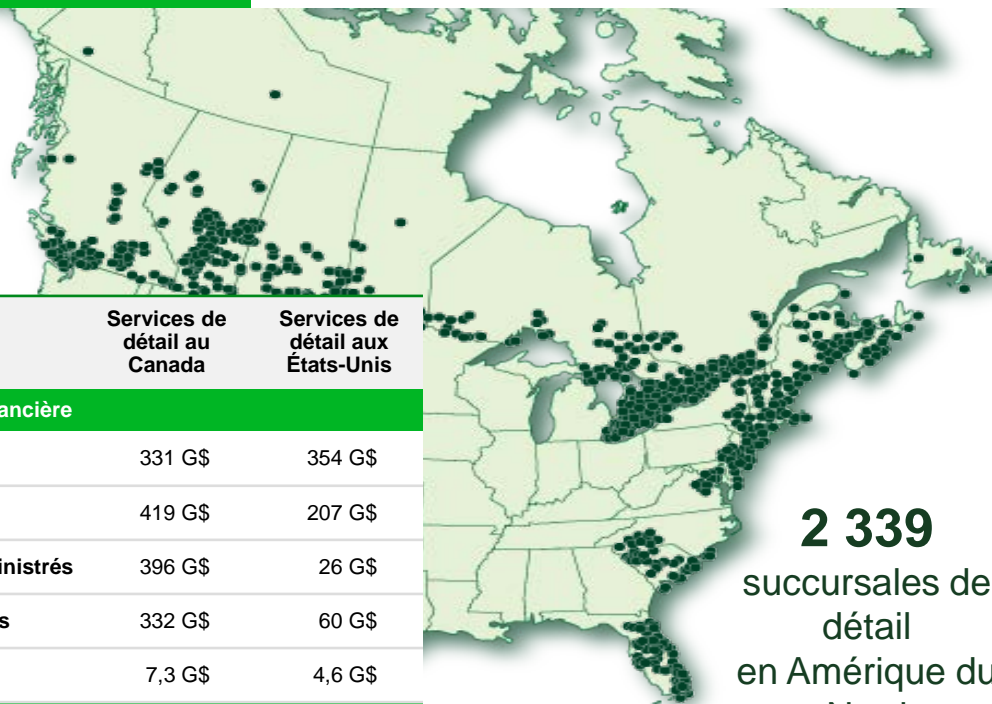 Services de
détail au
Canada
Services de
détail aux
États-Unis
ancière
331 G$ 354 G$
419 G$ 207 G$
inistrés 396 G$ 26 G$
s 332 G$ 60 G$
7,3 G$ 4,6 G$
2 339
succursales de
détail
en Amérique du